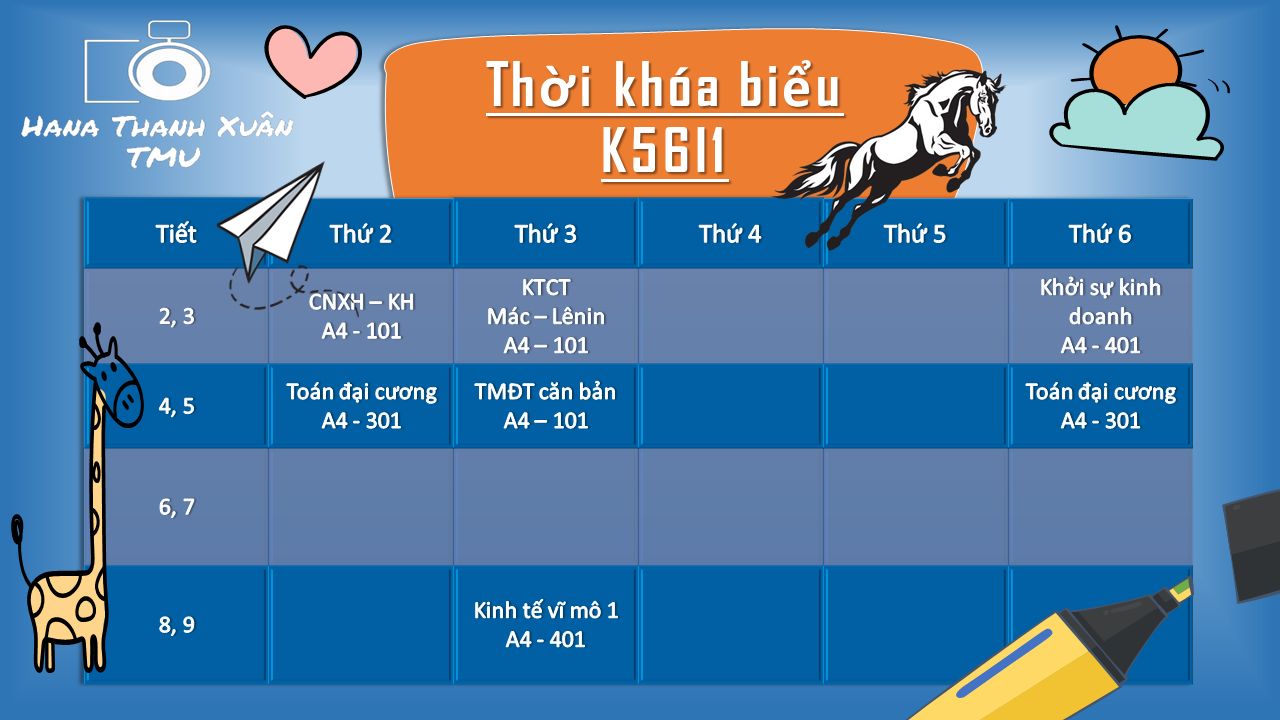 HANA THANH XUÂN
TMU
Thời khóa biểu
K56I1
Tiết Thứ 2 Thứ 3 Thứ 4 Thứ 5 Thứ 6
2, 3
CNXH – KH
A4 - 101
KTCT
Mác – Lênin
A4 – 101
Khởi sự kinh
doanh
A4 - 401
4, 5
Toán đại cương
A4 - 301
TMĐT căn bản
A4 – 101
Toán đại cương
A4 - 301
6, 7
8, 9
Kinh tế vĩ mô 1
A4 - 401